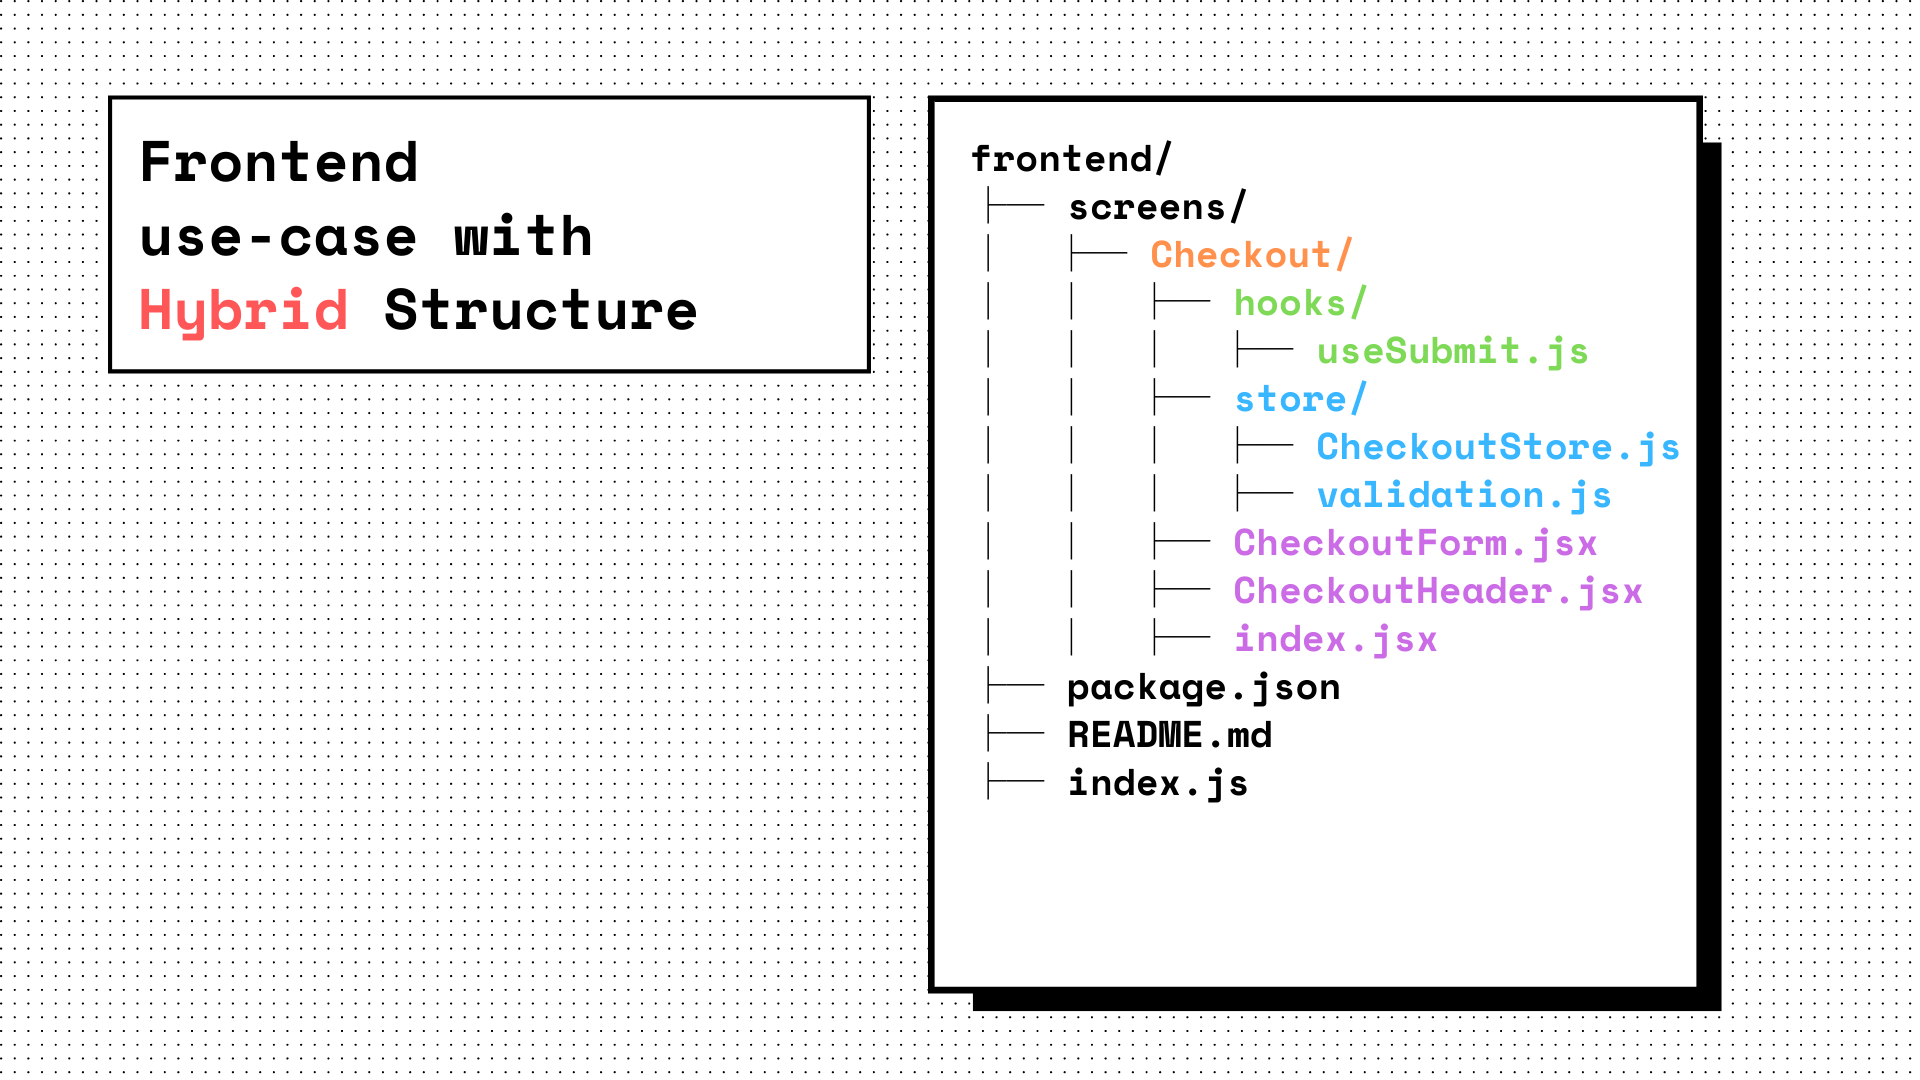 Frontend
use-case with
Hybrid Structure
frontend/
├── screens/
│   ├── Checkout/
│   │   ├── hooks/
│   │   │   ├── useSubmit.js
│   │   ├── store/
│   │   │   ├── CheckoutStore.js
│   │   │   ├── validation.js
│   │   ├── CheckoutForm.jsx
│   │   ├── CheckoutHeader.jsx
│   │   ├── index.jsx
├── package.json
├── README.md
├── index.js